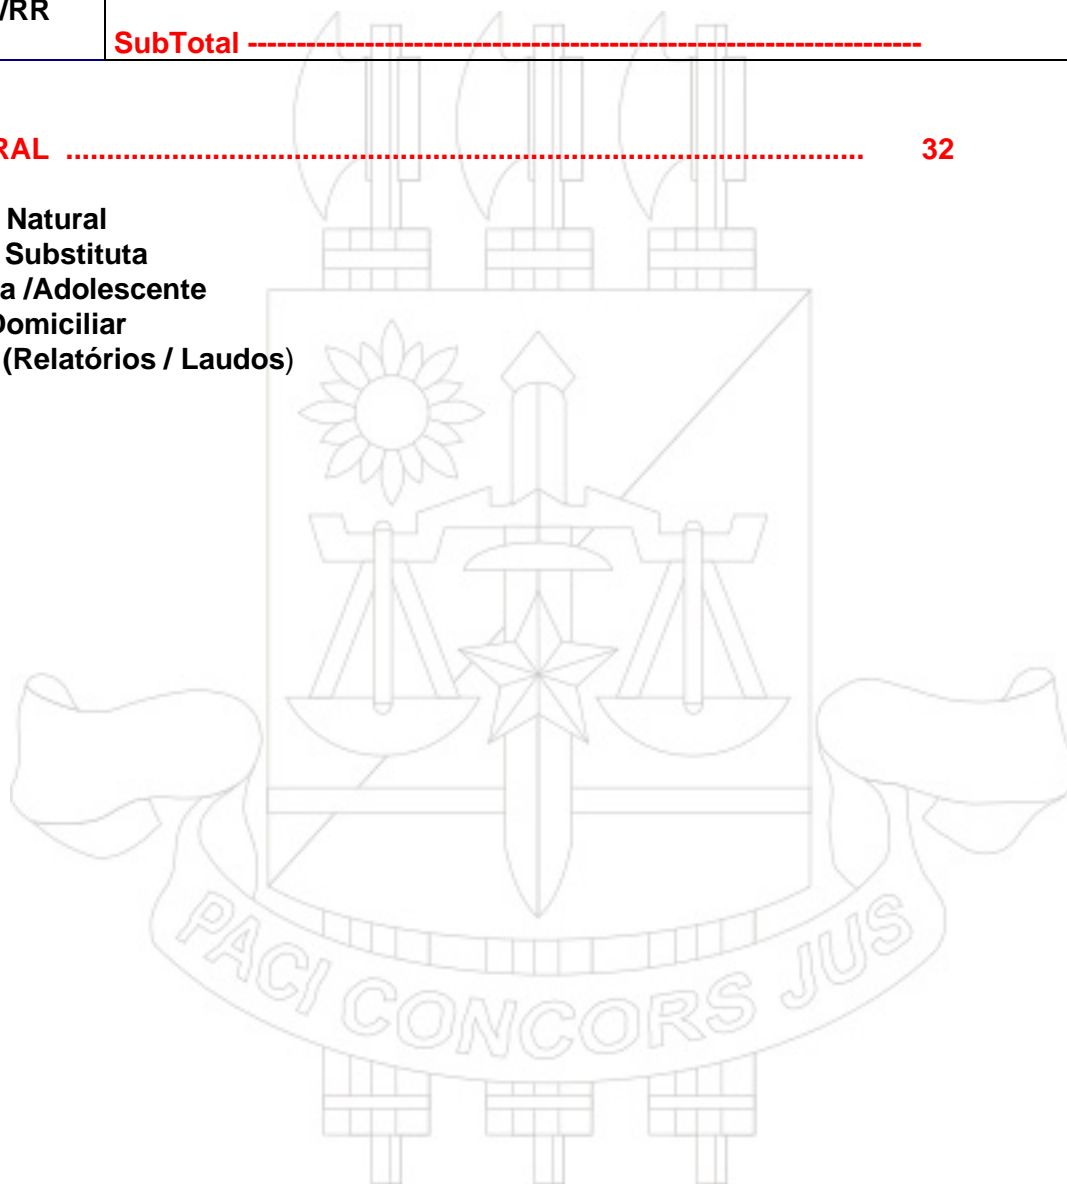 /RR
SubTotal ---------------------------------------------------------------------
RAL ................................................................................... 32
Natural
Substituta
a /Adolescente
Domiciliar
(Relatórios / Laudos)
PACI CONCORS JUS